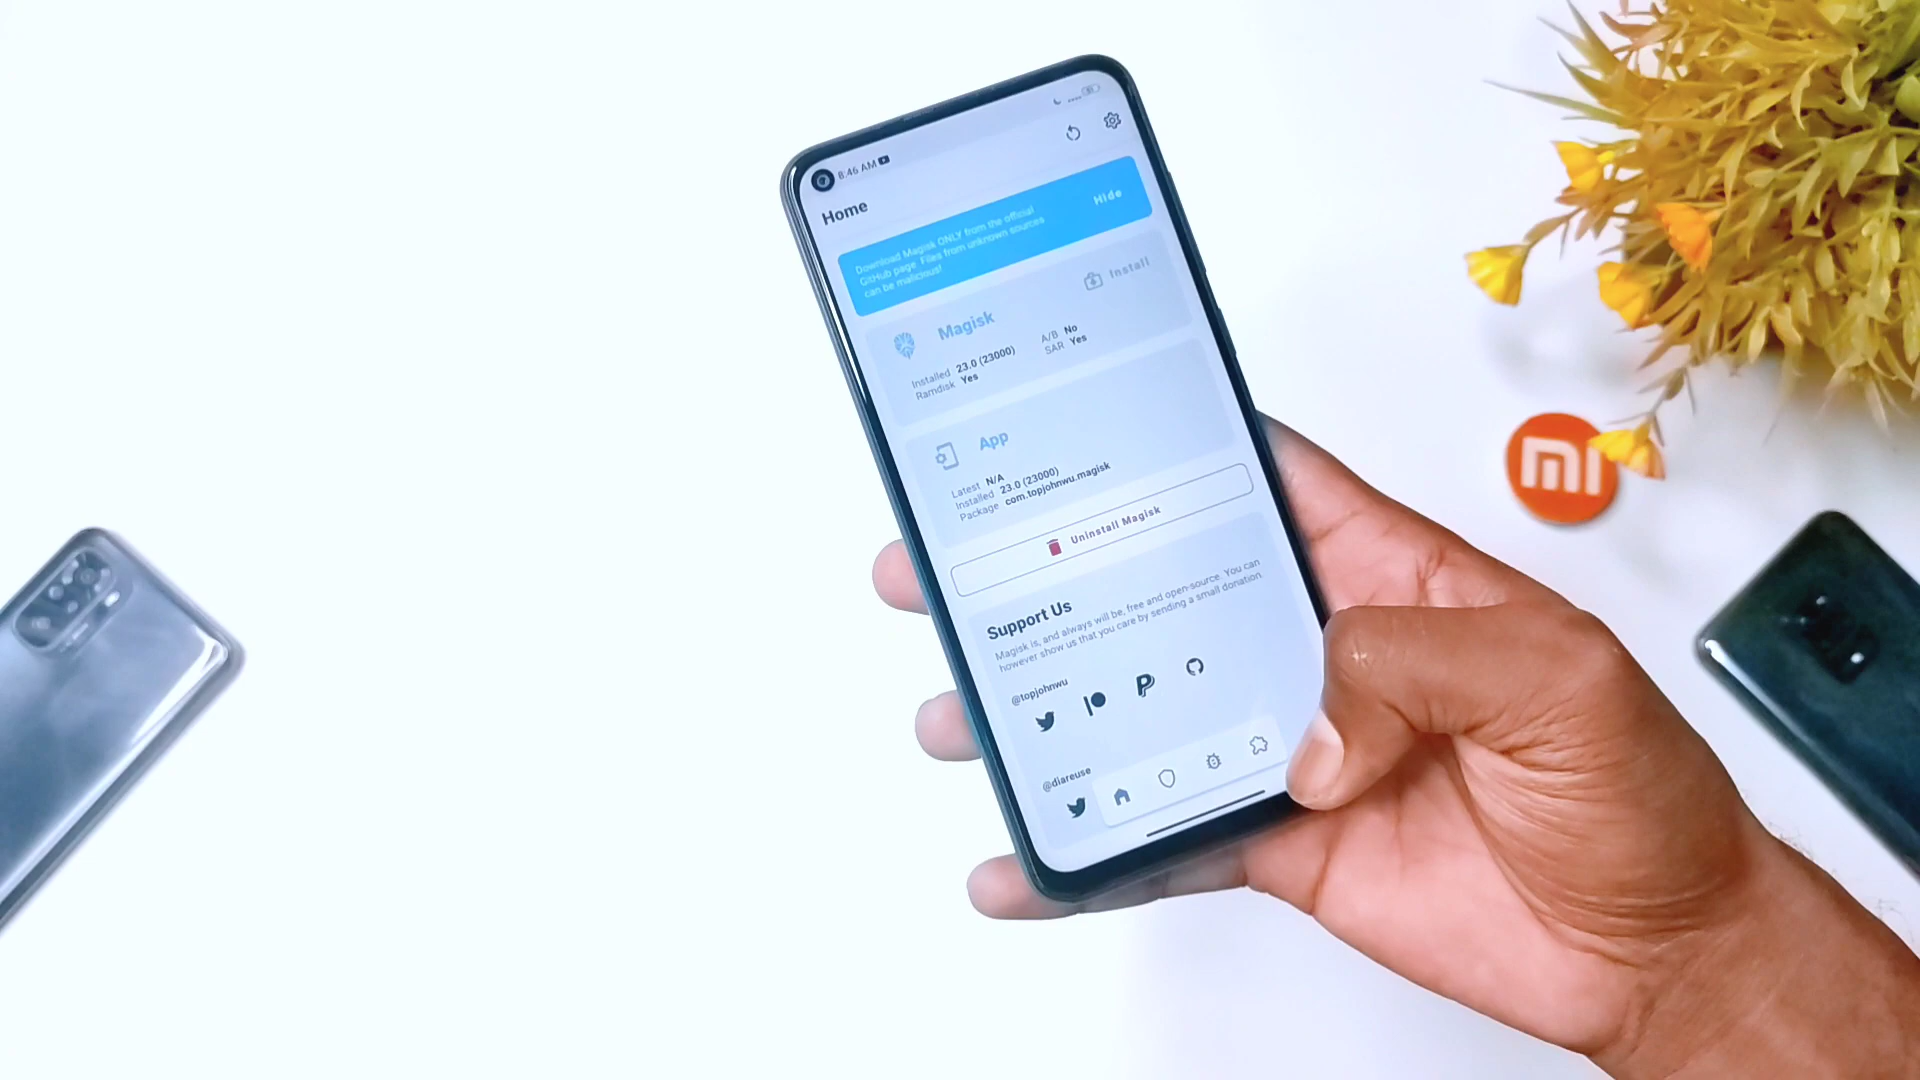 8:46 AM
Home
Download Magisk ONLY from the official
GitHub page. Files from unknown sources
can be malicious!
Hide
Magisk
Install
Installed 23.0 (23000)
Ramdisk Yes
A/B No
SAR Yes
App
Latest N/A
Installed 23.0 (23000)
Package com.topjohnwu.magisk
Uninstall Magisk
Support Us
Magisk is, and always will be, free and open-source. You can
however show us that you care by sending a small donation.
@topjohnwu
@diareuse
mi